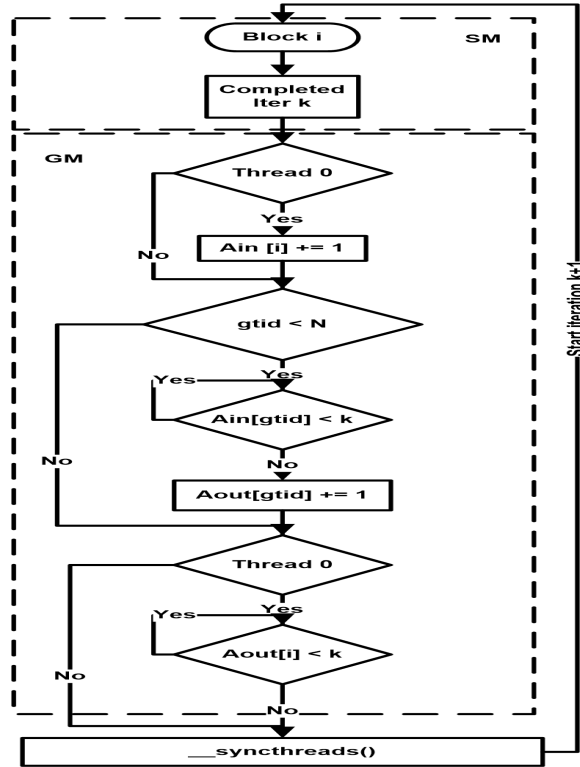 Block i
SM
Completed
Iter k
GM
Thread 0
Yes
No
Ain [i] += 1
gtid < N
Yes
Yes
Ain[gtid] < k
No
No
Aout[gtid] += 1
Thread 0
Yes
Yes
Aout[i] < k
No
No
__syncthreads()
Start iteration k+1